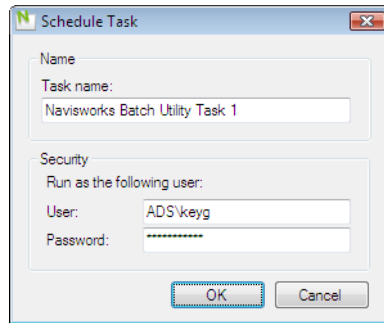 Schedule Task
Name
Task name:
Navisworks Batch Utility Task 1
Security
Run as the following user:
User: ADS\keyg
Password: ***********
OK Cancel